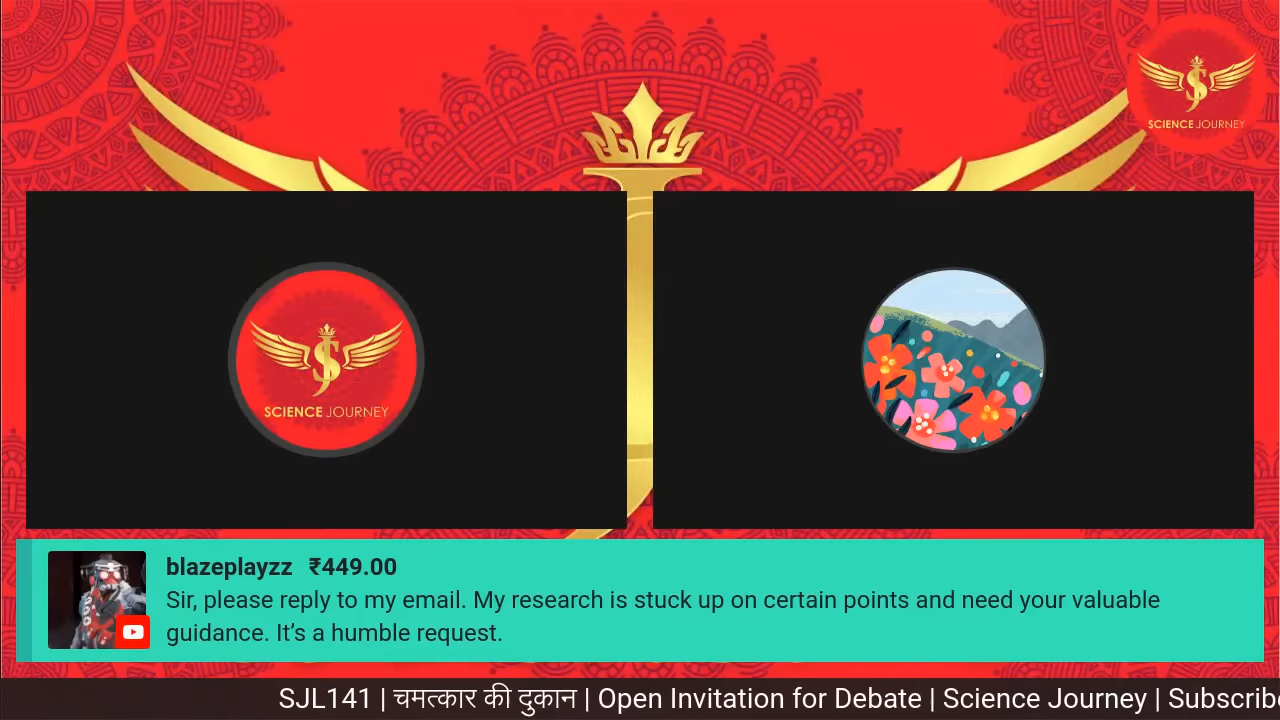 SCIENCE JOURNEY
SCIENCE JOURNEY
blazeplayzz ₹449.00
Sir, please reply to my email. My research is stuck up on certain points and need your valuable
guidance. It’s a humble request.
SJL141 | चमत्कार की दुकान | Open Invitation for Debate | Science Journey | Subscribe